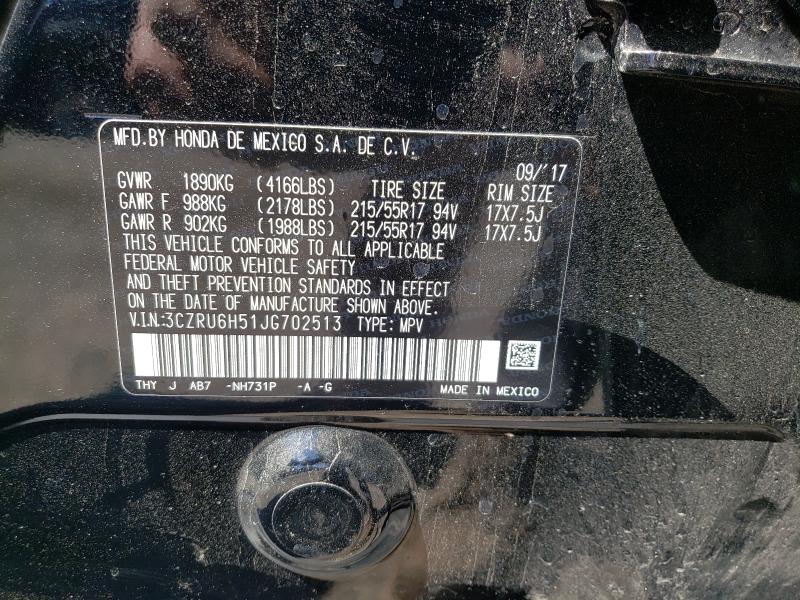 MFD.BY HONDA DE MEXICO S.A. DE C.V.
09/'17
GVWR 1890KG (4166LBS) TIRE SIZE RIM SIZE
GAWR F 988KG (2178LBS) 215/55R17 94V 17X7.5J
GAWR R 902KG (1988LBS) 215/55R17 94V 17X7.5J
THIS VEHICLE CONFORMS TO ALL APPLICABLE
FEDERAL MOTOR VEHICLE SAFETY
AND THEFT PREVENTION STANDARDS IN EFFECT
ON THE DATE OF MANUFACTURE SHOWN ABOVE.
V.I.N.:3CZRU6H51JG702513 TYPE: MPV
THY J AB7 -NH731P -A -G MADE IN MEXICO